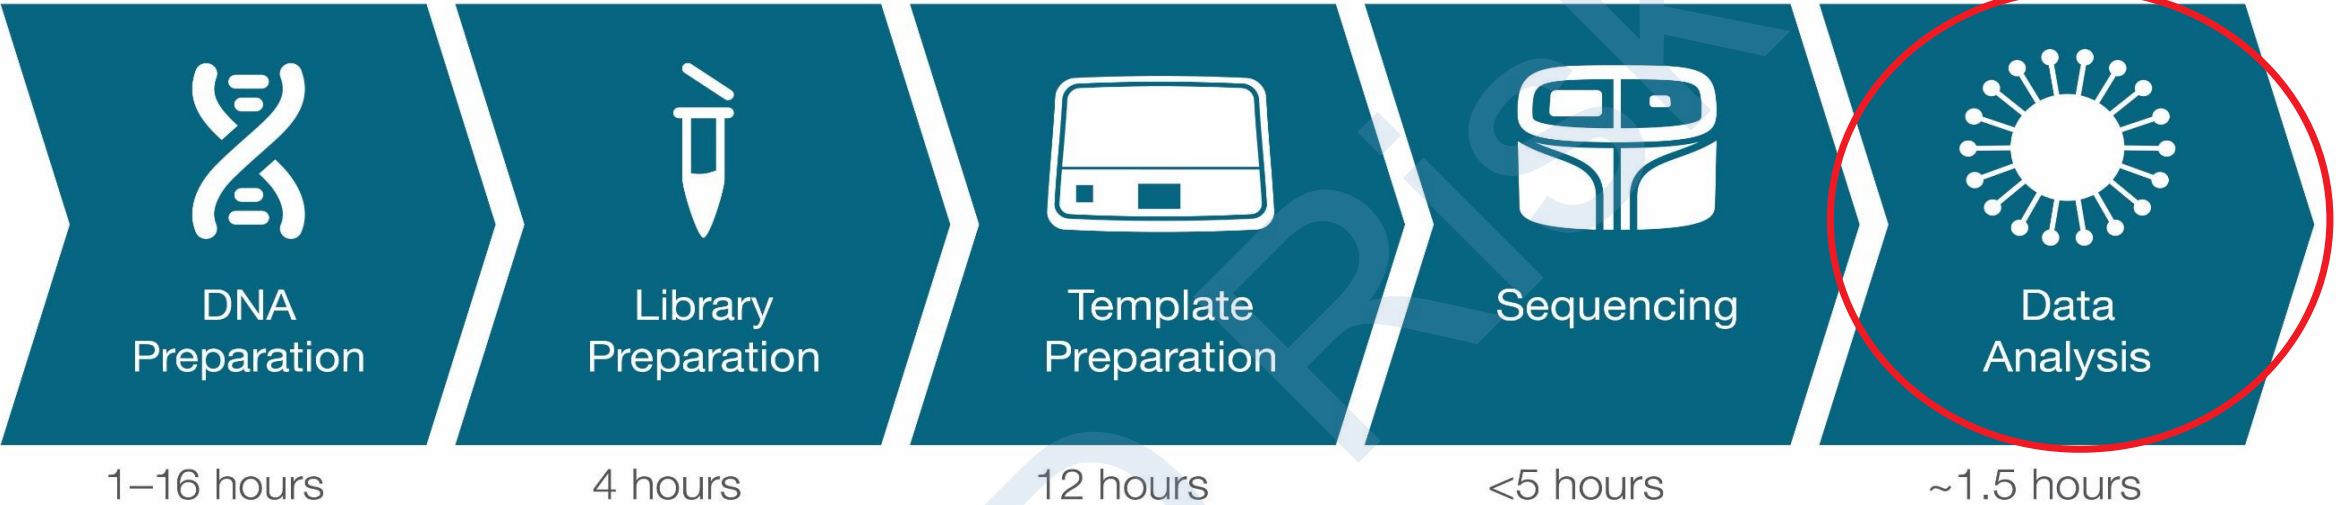 DNA
Preparation
Library
Preparation
Template
Preparation
Sequencing
Data
Analysis
1–16 hours
4 hours
12 hours
<5 hours
~1.5 hours